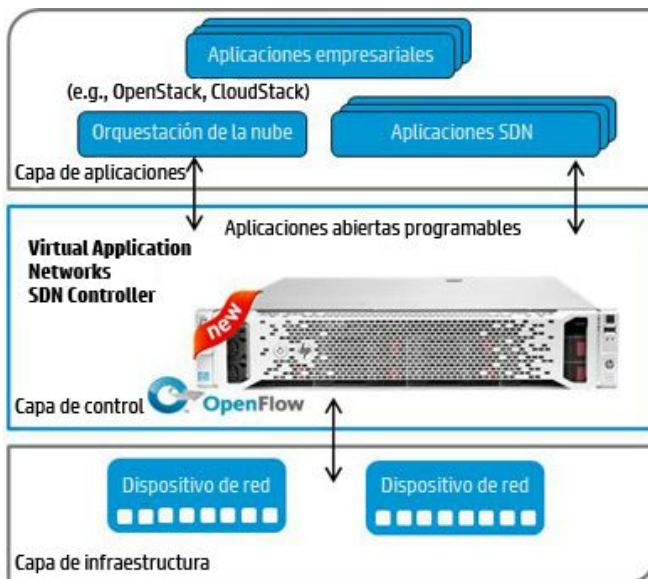 Aplicaciones empresariales
(e.g., OpenStack, CloudStack)
Orquestación de la nube
Aplicaciones SDN
Capa de aplicaciones
Aplicaciones abiertas programables
Virtual Application
Networks
SDN Controller
new
hp
Capa de control
OpenFlow
Dispositivo de red
Dispositivo de red
Capa de infraestructura